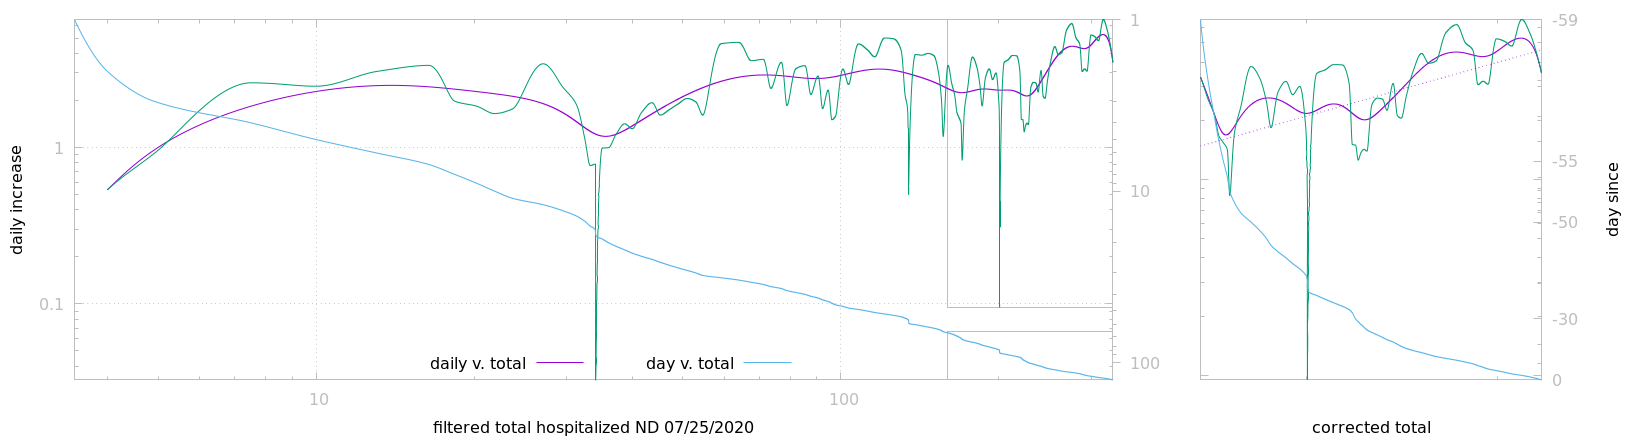 daily increase
1
0.1
10
100
1
10
100
daily v. total
day v. total
filtered total hospitalized ND 07/25/2020
-59
-55
-50
-30
0
day since
corrected total